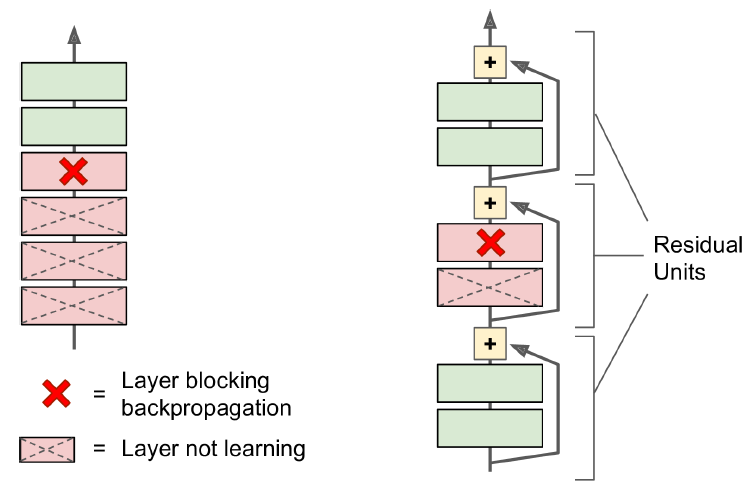 +
+
Residual
Units
+
= Layer blocking
backpropagation
= Layer not learning